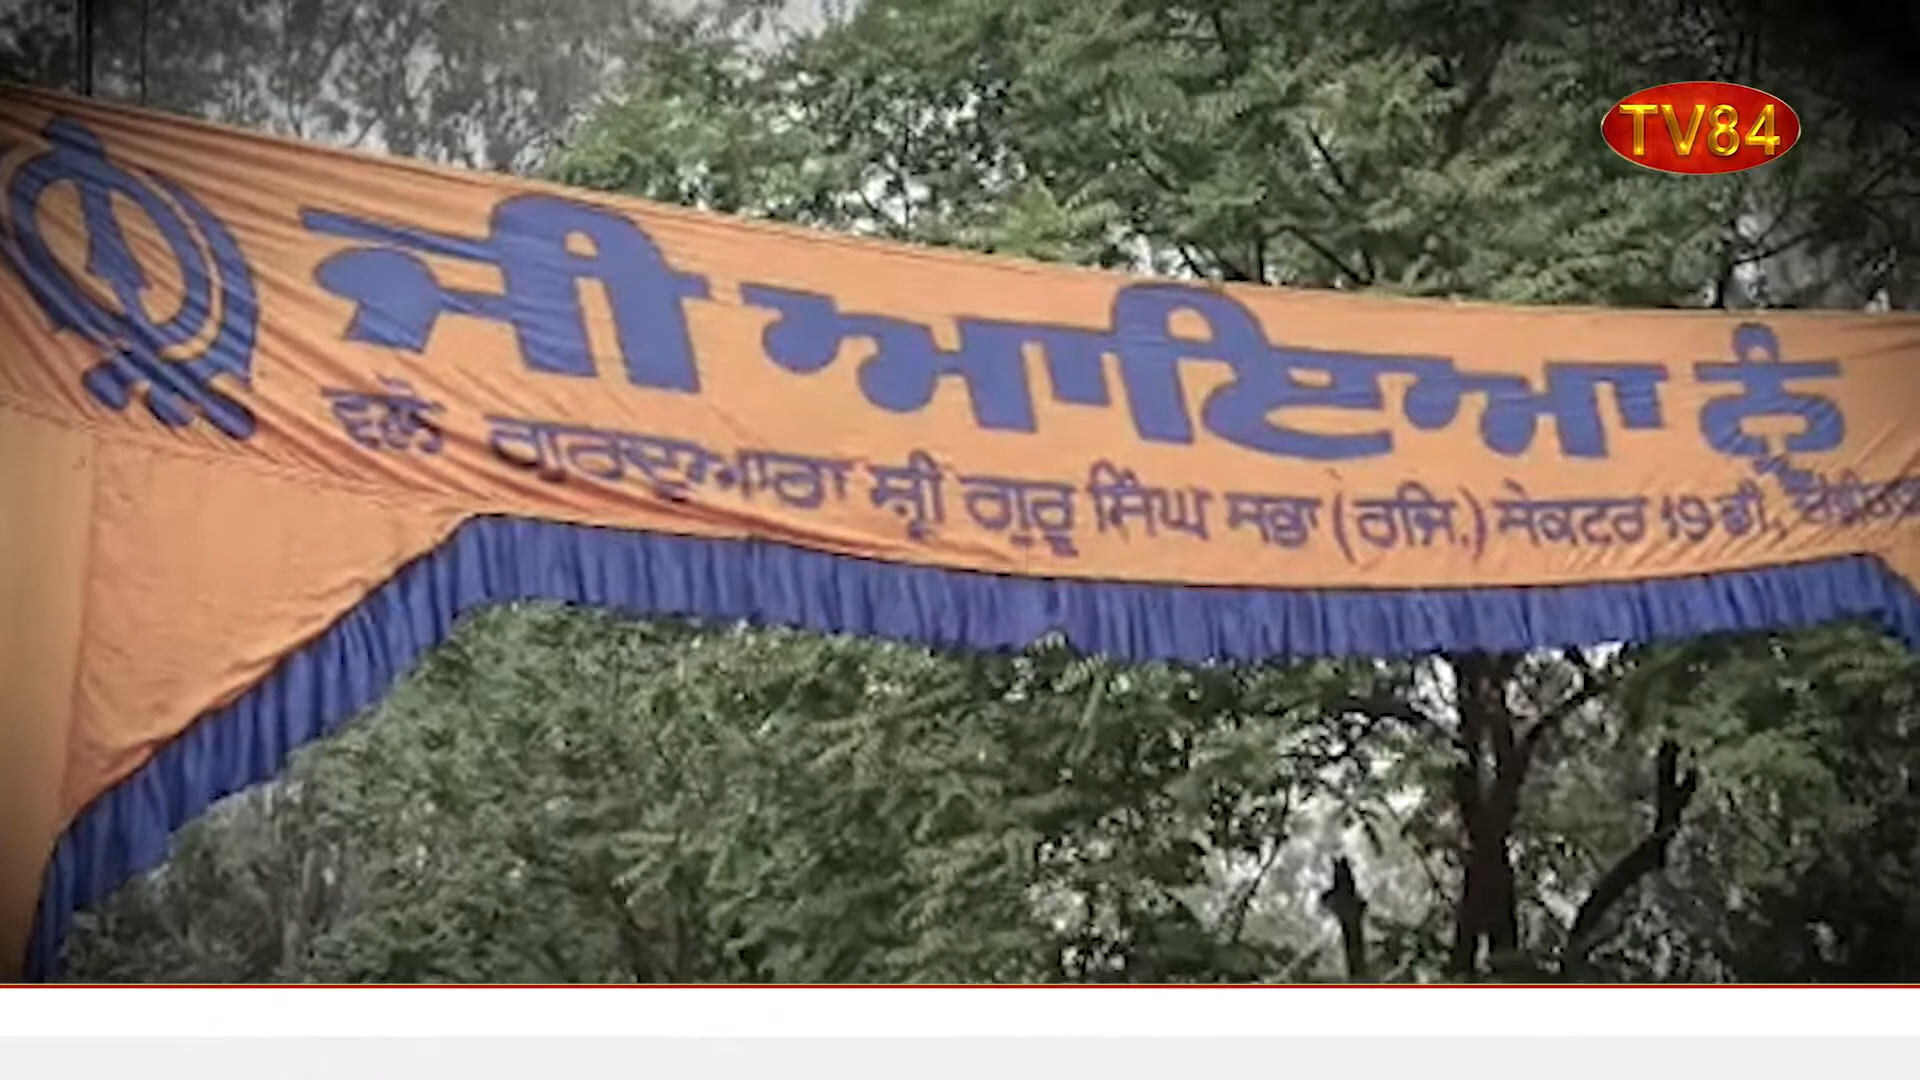 TV84
ਜੀ ਆਇਆ ਨੂੰ
ਵਲੋਂ ਗੁਰਦੁਆਰਾ ਸ਼੍ਰੀ ਗੁਰੂ ਸਿੰਘ ਸਭਾ (ਰਜਿ.) ਸੇਕਟਰ 19 ਡੀ,